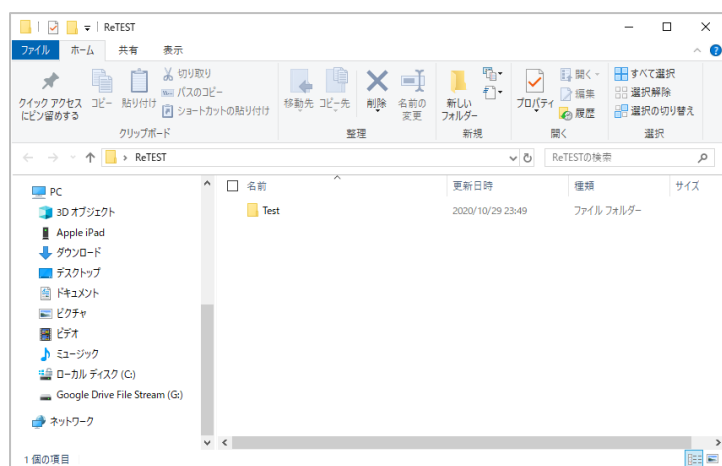 ReTEST
ファイル ホーム 共有 表示
クイック アクセスにピン留めする
コピー
貼り付け
切り取り
パスのコピー
ショートカットの貼り付け
クリップボード
移動先
コピー先
削除
名前の変更
整理
新しいフォルダー
新規
プロパティ
開く
編集
履歴
開く
すべて選択
選択解除
選択の切り替え
選択
ReTEST
ReTESTの検索
PC
3D オブジェクト
Apple iPad
ダウンロード
デスクトップ
ドキュメント
ピクチャ
ビデオ
ミュージック
ローカル ディスク (C:)
Google Drive File Stream (G:)
ネットワーク
名前 更新日時 種類 サイズ
Test 2020/10/29 23:49 ファイル フォルダー
1 個の項目